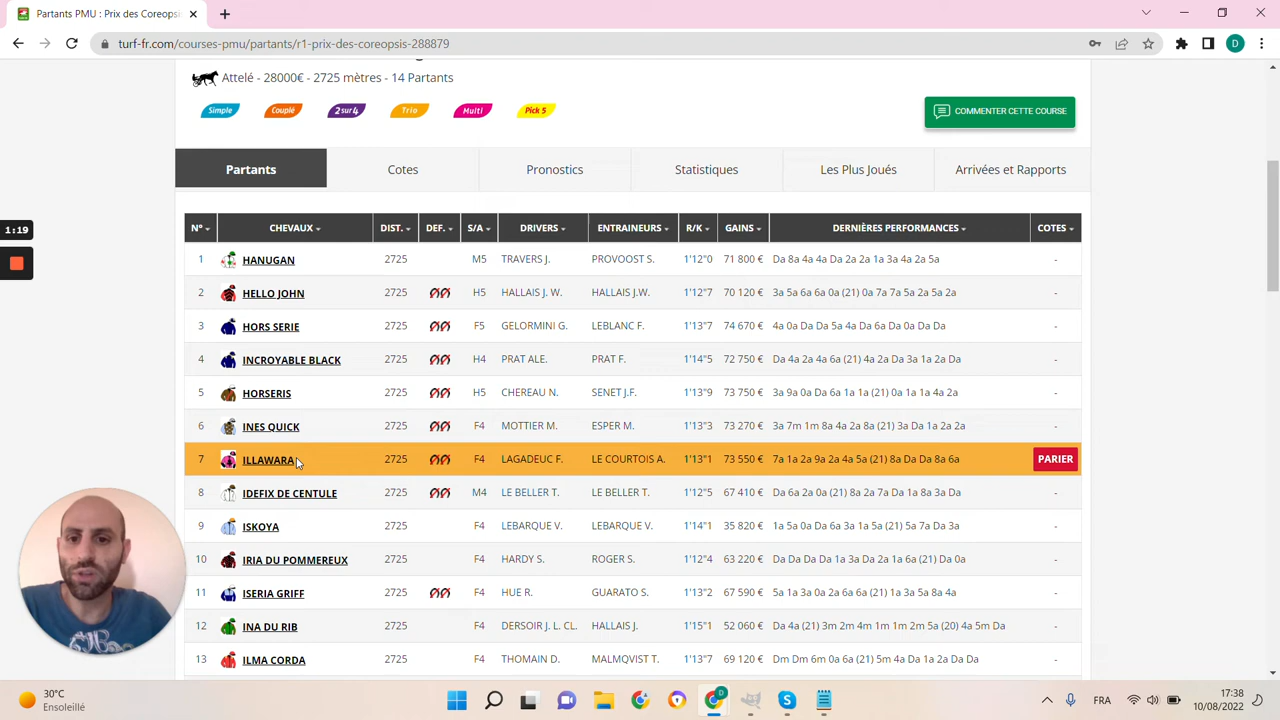 Partants PMU : Prix des Coreopsis
turf-fr.com/courses-pmu/partants/r1-prix-des-coreopsis-288879
D
Attelé - 28000€ - 2725 mètres - 14 Partants
Simple Couplé 2sur4 Trio Multi Pick 5
COMMENTER CETTE COURSE
Partants Cotes Pronostics Statistiques Les Plus Joués Arrivées et Rapports
N° CHEVAUX DIST. DEF. S/A DRIVERS ENTRAINEURS R/K GAINS DERNIÈRES PERFORMANCES COTES
1 HANUGAN 2725 M5 TRAVERS J. PROVOOST S. 1'12"0 71 800 € Da 8a 4a 4a Da 2a 2a 1a 3a 4a 2a 2a -
2 HELLO JOHN 2725 H5 HALLAIS J. W. HALLAIS J.W. 1'12"7 70 120 € 3a 5a 6a 6a 0a (21) 0a 7a 7a 5a 2a 5a 2a -
3 HORS SERIE 2725 F5 GELORMINI G. LEBLANC F. 1'13"7 74 670 € 4a 0a Da Da 5a 4a Da 6a Da 0a Da Da -
4 INCROYABLE BLACK 2725 H4 PRAT ALE. PRAT F. 1'14"5 72 750 € Da 4a 2a 4a 6a (21) 4a 2a Da 3a 1a 2a Da -
5 HORSERIS 2725 H5 CHEREAU N. SENET J.F. 1'13"9 73 750 € 3a 9a 0a Da 6a 1a 1a (21) 0a 1a 1a 4a 2a -
6 INES QUICK 2725 F4 MOTTIER M. ESPER M. 1'13"3 73 270 € 3a 7m 1m 8a 4a 2a 8a (21) 3a Da 1a 2a -
7 ILLAWARA 2725 F4 LAGADEUC F. LE COURTOIS A. 1'13"1 73 550 € 7a 1a 2a 9a 2a 4a 5a (21) 8a Da Da 8a 6a PARIER
8 IDEFIX DE CENTULE 2725 M4 LE BELLER T. LE BELLER T. 1'12"5 67 410 € Da 6a 2a 0a (21) 8a 2a 7a Da 1a 8a 3a Da -
9 ISKOYA 2725 F4 LEBARQUE V. LEBARQUE V. 1'14"1 35 820 € 1a 5a 0a Da 6a 3a 1a 5a (21) 5a 7a Da 3a -
10 IRIA DU POMMEREUX 2725 F4 HARDY S. ROGER S. 1'12"4 63 220 € Da Da Da Da 1a 3a Da 2a 1a 6a (21) Da 0a -
11 ISERIA GRIFF 2725 F4 HUE R. GUARATO S. 1'13"2 67 590 € 5a 1a 3a 0a 2a 6a 6a (21) 1a 3a 5a 8a 4a -
12 INA DU RIB 2725 F4 DERSOIR J. L. CL. HALLAIS J. 1'15"1 52 060 € Da 4a (21) 3m 2m 4m 1m 1m 2m 5a (20) 4a 5m Da -
13 ILMA CORDA 2725 F4 THOMAIN D. MALMQVIST T. 1'13"7 69 120 € Dm Dm 6m 0a 6a (21) 5m 4a Da 1a 2a Da Da -
1:19
30°C
Ensoleillé
D
FRA
17:38
10/08/2022